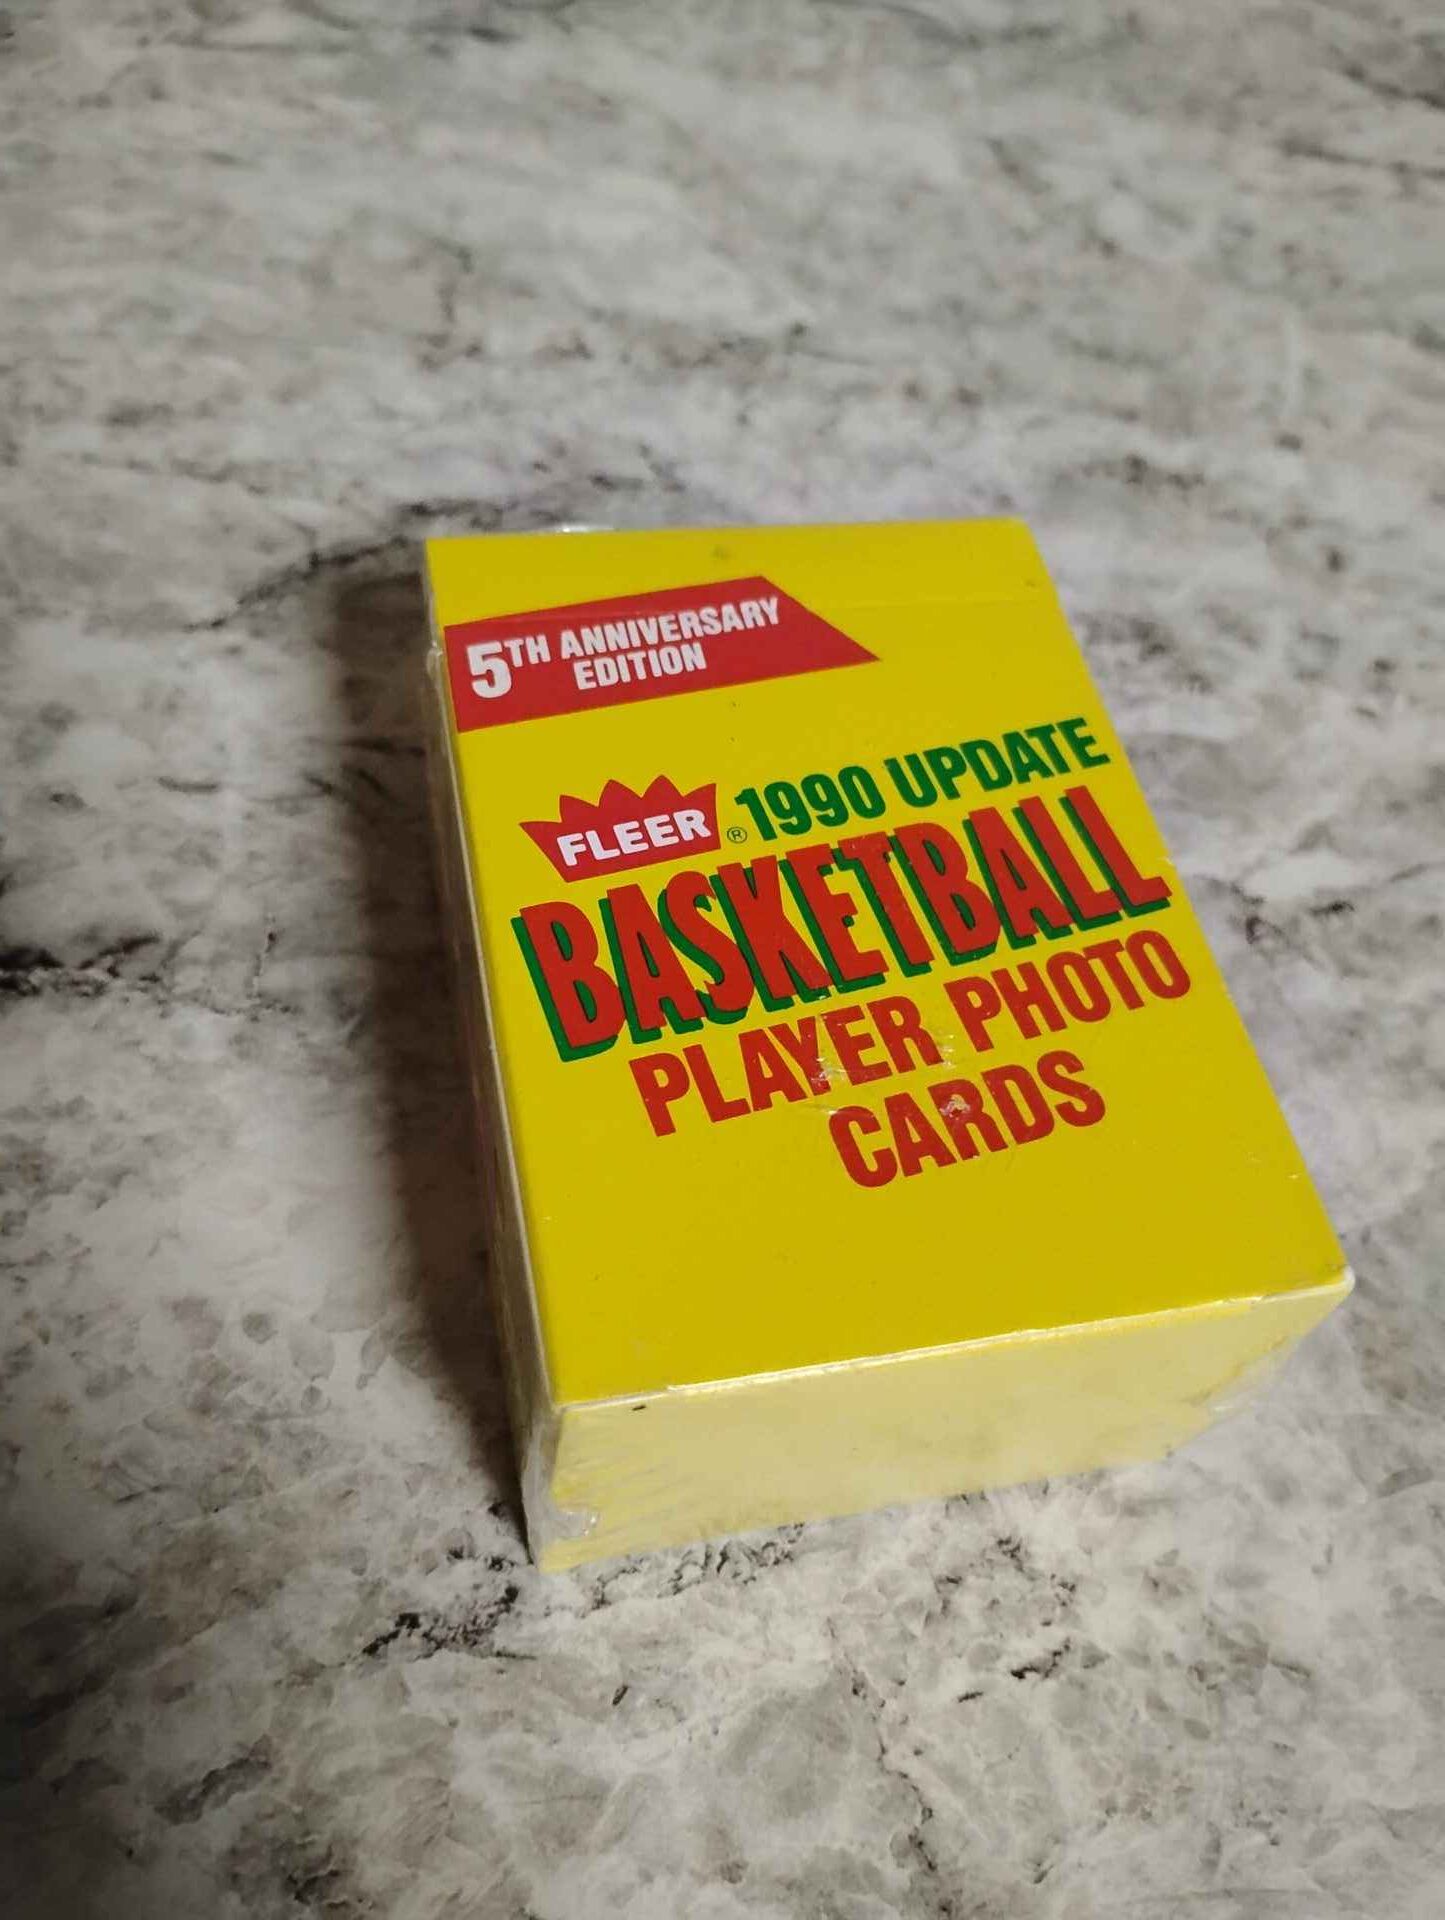 5TH ANNIVERSARY
EDITION
FLEER® 1990 UPDATE
BASKETBALL
PLAYER PHOTO
CARDS